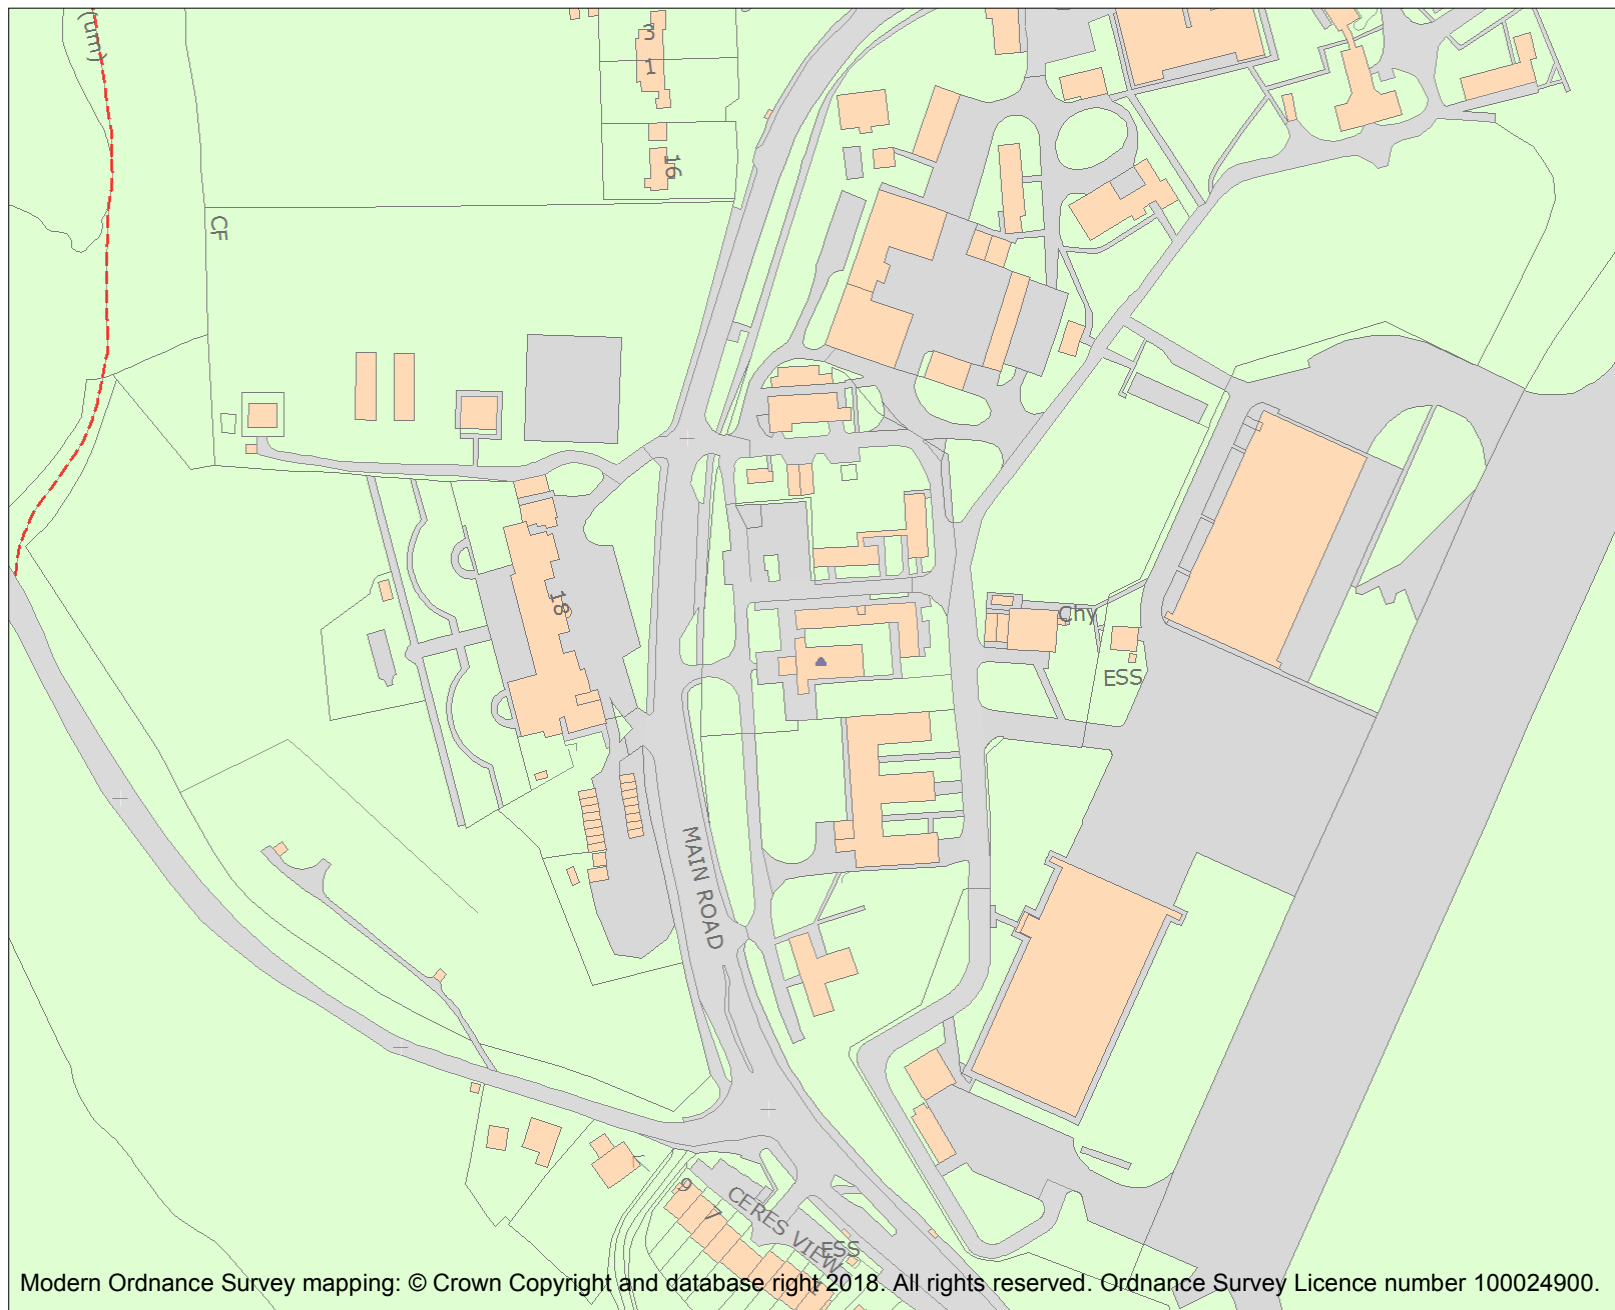 (um)
3
1
16
CF
18
Chy
ESS
MAIN ROAD
9
7
CERES VIEW
ESS
1
Modern Ordnance Survey mapping: © Crown Copyright and database right 2018. All rights reserved. Ordnance Survey Licence number 100024900.